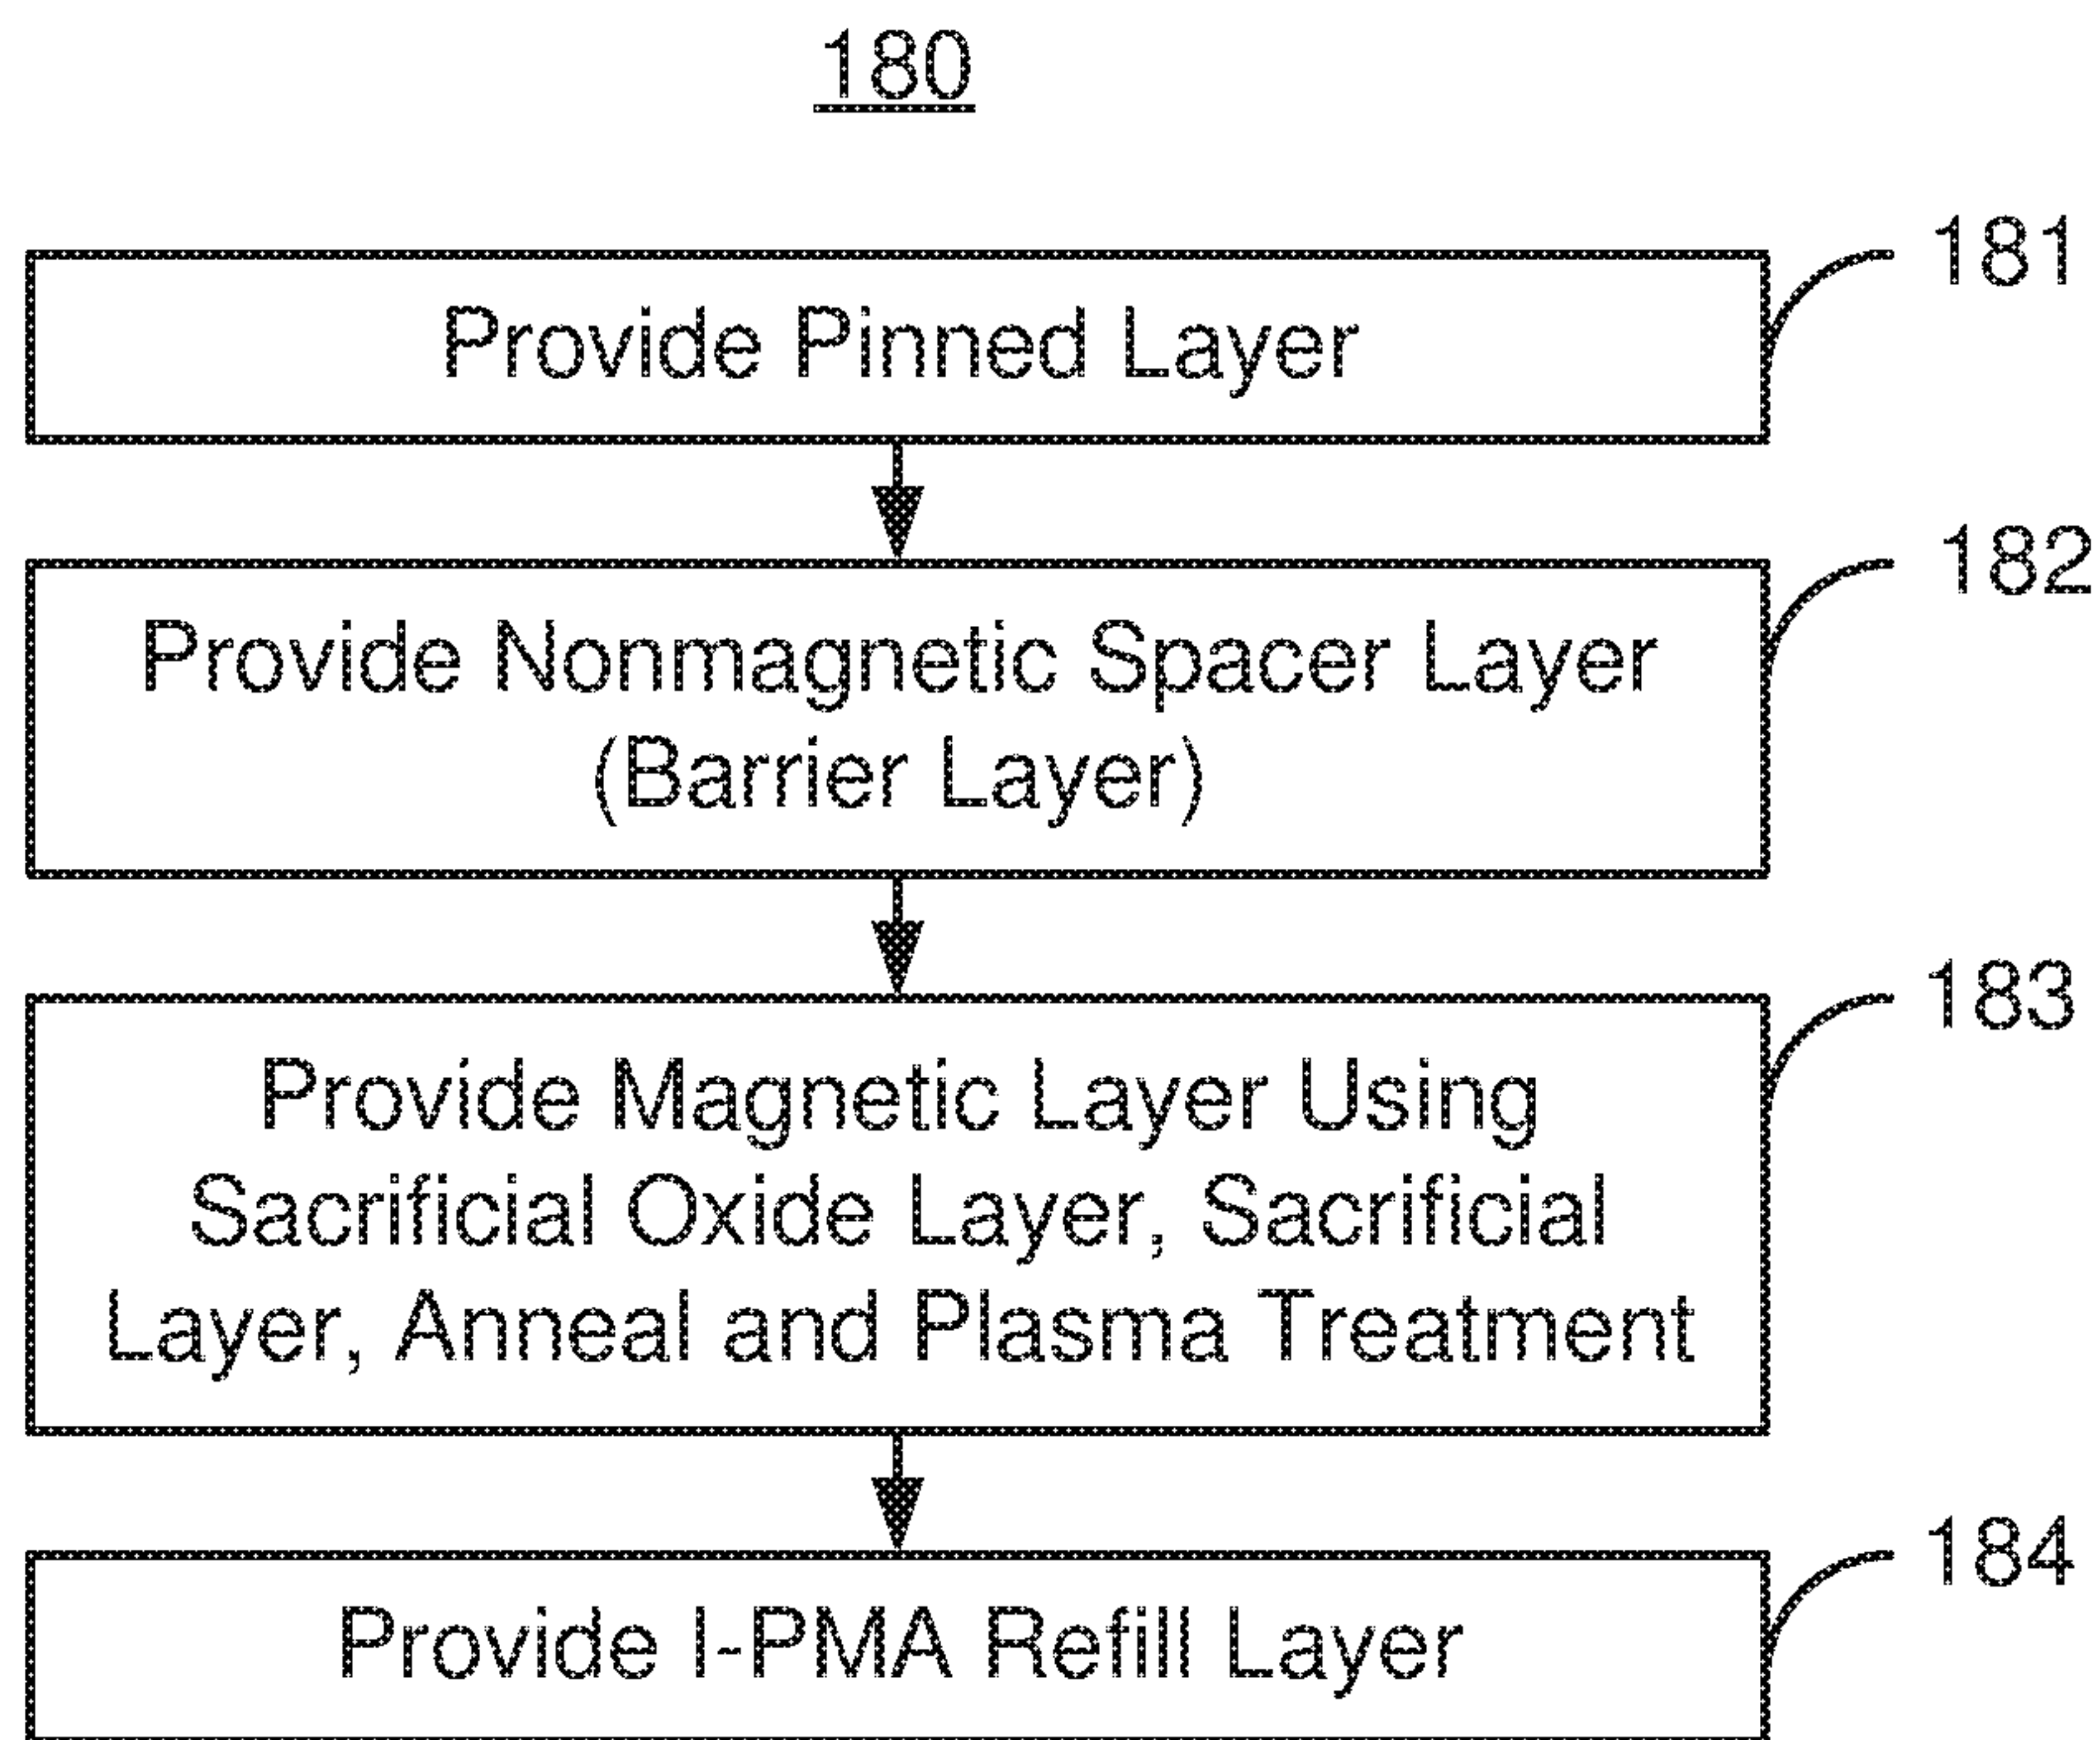 180
181
Provide Pinned Layer
182
Provide Nonmagnetic Spacer Layer
(Barrier Layer)
183
Provide Magnetic Layer Using
Sacrificial Oxide Layer, Sacrificial
Layer, Anneal and Plasma Treatment
184
Provide I-PMA Refill Layer